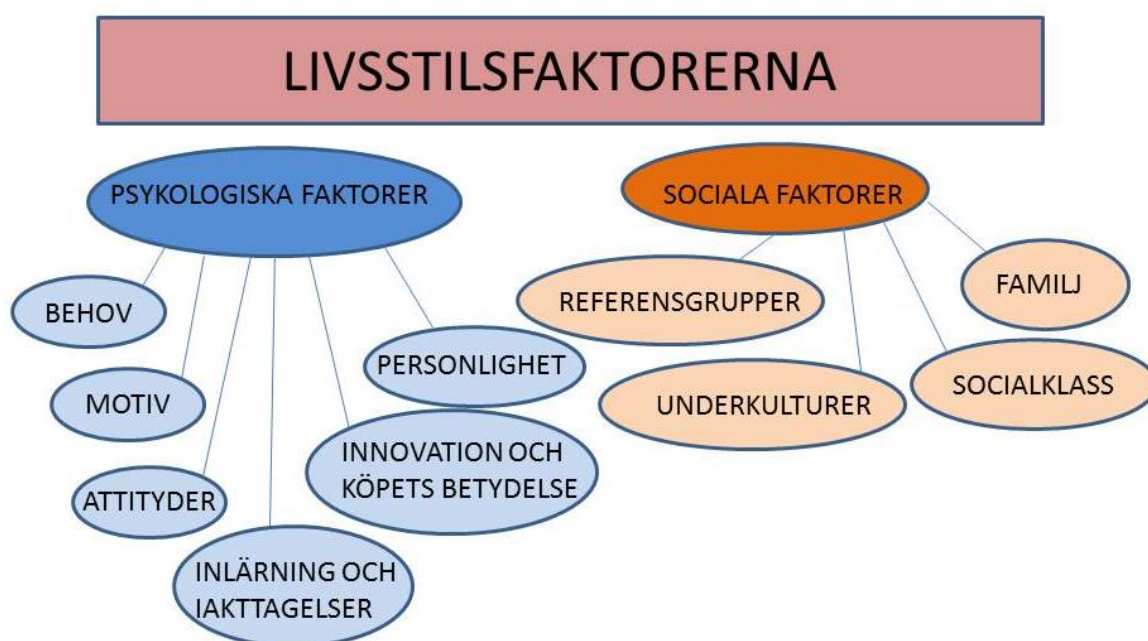 LIVSSTILSFAKTORERNA
PSYKOLOGISKA FAKTORER
BEHOV
MOTIV
ATTITYDER
INLÄRNING OCH
IAKTTAGELSER
INNOVATION OCH
KÖPETS BETYDELSE
PERSONLIGHET
SOCIALA FAKTORER
REFERENSGRUPPER
UNDERKULTURER
SOCIALKLASS
FAMILJ